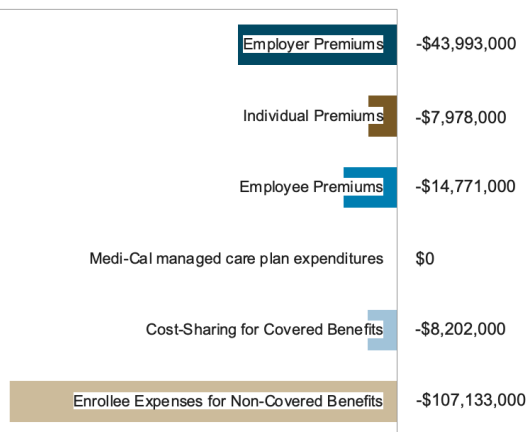 Employer Premiums -$43,993,000
Individual Premiums -$7,978,000
Employee Premiums -$14,771,000
Medi-Cal managed care plan expenditures $0
Cost-Sharing for Covered Benefits -$8,202,000
Enrollee Expenses for Non-Covered Benefits -$107,133,000